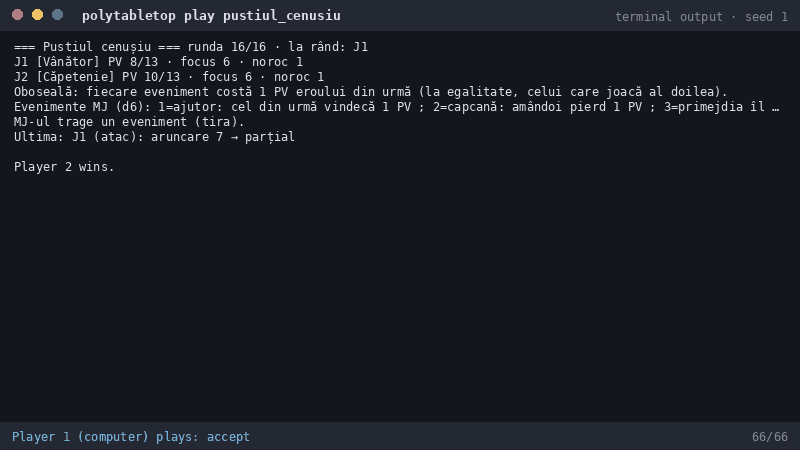 polytabletop play pustiul_cenusiu
terminal output · seed 1
=== Pustiul cenușiu === runda 16/16 · la rând: J1
J1 [Vânător] PV 8/13 · focus 6 · noroc 1
J2 [Căpetenie] PV 10/13 · focus 6 · noroc 1
Oboseală: fiecare eveniment costă 1 PV eroului din urmă (la egalitate, celui care joacă al doilea).
Evenimente MJ (d6): 1=ajutor: cel din urmă vindecă 1 PV ; 2=capcană: amândoi pierd 1 PV ; 3=primejdia îl …
MJ-ul trage un eveniment (tira).
Ultima: J1 (atac): aruncare 7 → parțial
Player 2 wins.
Player 1 (computer) plays: accept
66/66